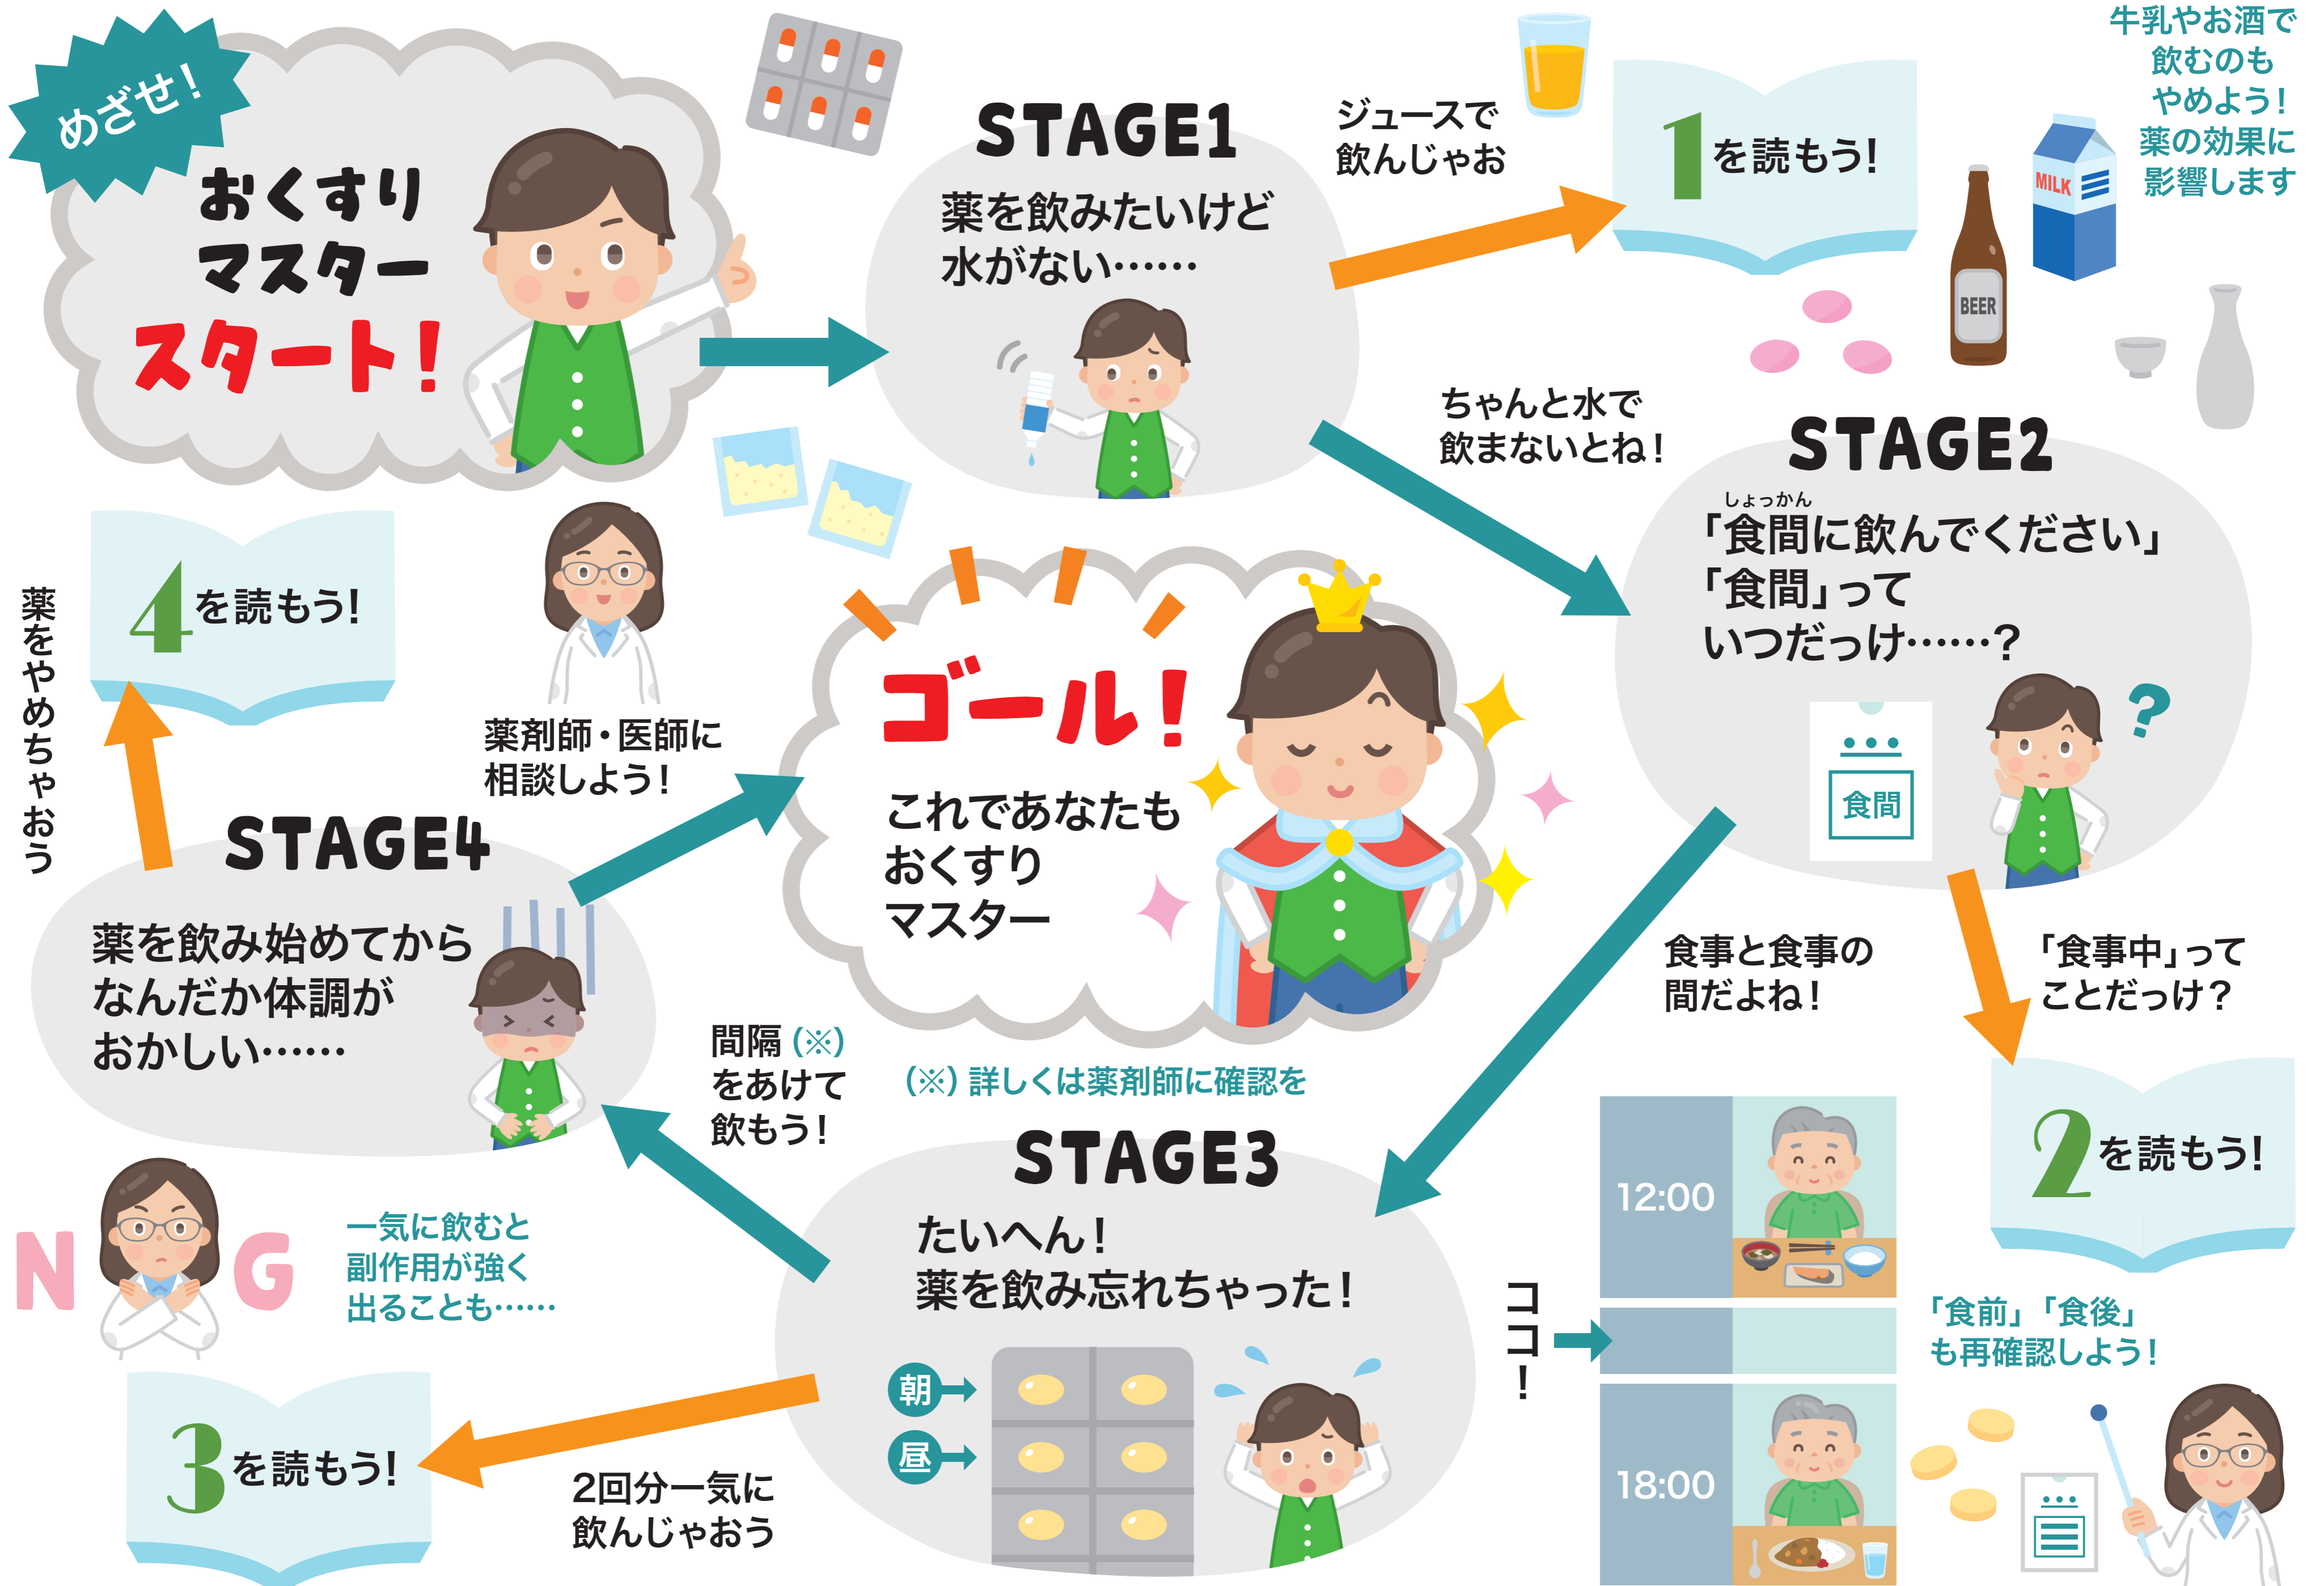 めざせ！
おくすり
マスター
スタート！
STAGE1
薬を飲みたいけど
水がない……
ジュースで
飲んじゃお
1を読もう！
牛乳やお酒で
飲むのも
やめよう！
薬の効果に
影響します
MILK
BEER
ちゃんと水で
飲まないとね！
STAGE2
しょっかん
「食間に飲んでください」
「食間」って
いつだっけ……？
?
食間
「食事中」って
ことだっけ？
2を読もう！
「食前」「食後」
も再確認しよう！
食事と食事の
間だよね！
12:00
ココ！
18:00
STAGE3
たいへん！
薬を飲み忘れちゃった！
朝
昼
2回分一気に
飲んじゃおう
3を読もう！
NG
一気に飲むと
副作用が強く
出ることも……
間隔（※）
をあけて
飲もう！
（※）詳しくは薬剤師に確認を
STAGE4
薬を飲み始めてから
なんだか体調が
おかしい……
薬をやめちゃおう
4を読もう！
薬剤師・医師に
相談しよう！
ゴール！
これであなたも
おくすり
マスター